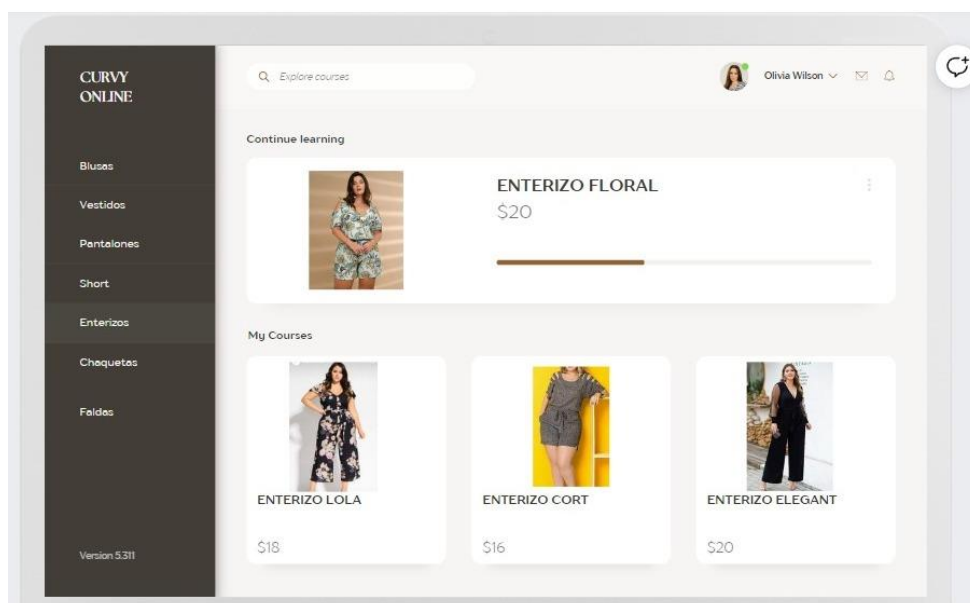 CURVY
ONLINE
Explore courses
Olivia Wilson
Continue learning
Blusas
Vestidos
Pantalones
Short
Enterizos
Chaquetas
Faldas
Version 5.311
ENTERIZO FLORAL
$20
My Courses
ENTERIZO LOLA
$18
ENTERIZO CORT
$16
ENTERIZO ELEGANT
$20